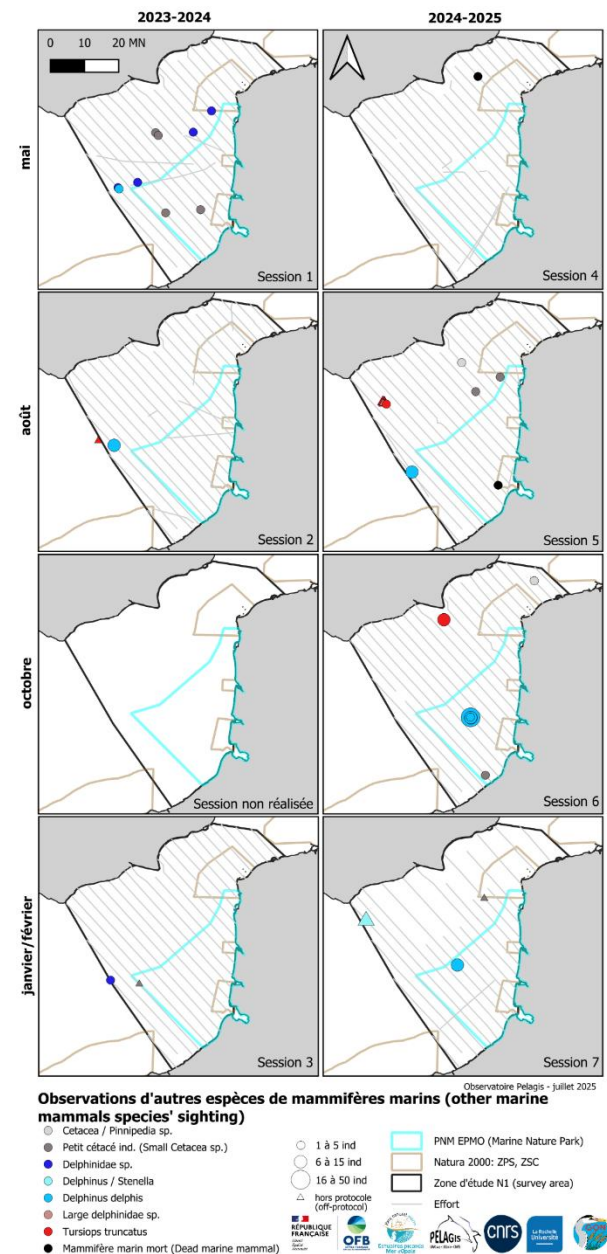 2023-2024
2024-2025
0 10 20 MN
mai
Session 1
Session 4
août
Session 2
Session 5
octobre
Session non réalisée
Session 6
janvier/février
Session 3
Session 7
Observatoire Pelagis - juillet 2025
Observations d'autres espèces de mammifères marins (other marine
mammals species' sighting)
Cetacea / Pinnipedia sp.
Petit cétacé ind. (Small Cetacea sp.)
Delphinidae sp.
Delphinus / Stenella
Delphinus delphis
Large delphinidae sp.
Tursiops truncatus
Mammifère marin mort (Dead marine mammal)
1 à 5 ind
6 à 15 ind
16 à 50 ind
hors protocole
(off-protocol)
PNM EPMO (Marine Nature Park)
Natura 2000: ZPS, ZSC
Zone d'étude N1 (survey area)
Effort
RÉPUBLIQUE
FRANÇAISE
OFB
Estuaires picards
Mer d'Opale
PELAGis
cnrs
La Rochelle
Université